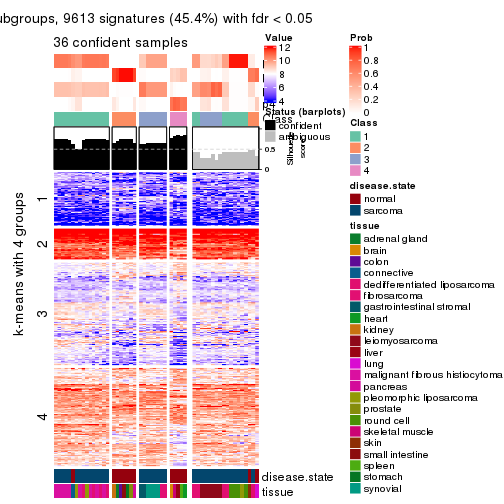 ubgroups, 9613 signatures (45.4%) with fdr < 0.05
36 confident samples
Value
12
10
8
6
4
Prob
1
0.8
0.6
0.4
0.2
0
Status (barplots)
confident
ambiguous
Class
0.5
0
Silhouette
score
Class
1
2
3
4
disease.state
normal
sarcoma
tissue
adrenal gland
brain
colon
connective
dedifferentiated liposarcoma
fibrosarcoma
gastrointestinal stromal
heart
kidney
leiomyosarcoma
liver
lung
malignant fibrous histiocytoma
pancreas
pleomorphic liposarcoma
prostate
round cell
skeletal muscle
skin
small intestine
spleen
stomach
synovial
k-means with 4 groups
1
2
3
4
disease.state
tissue